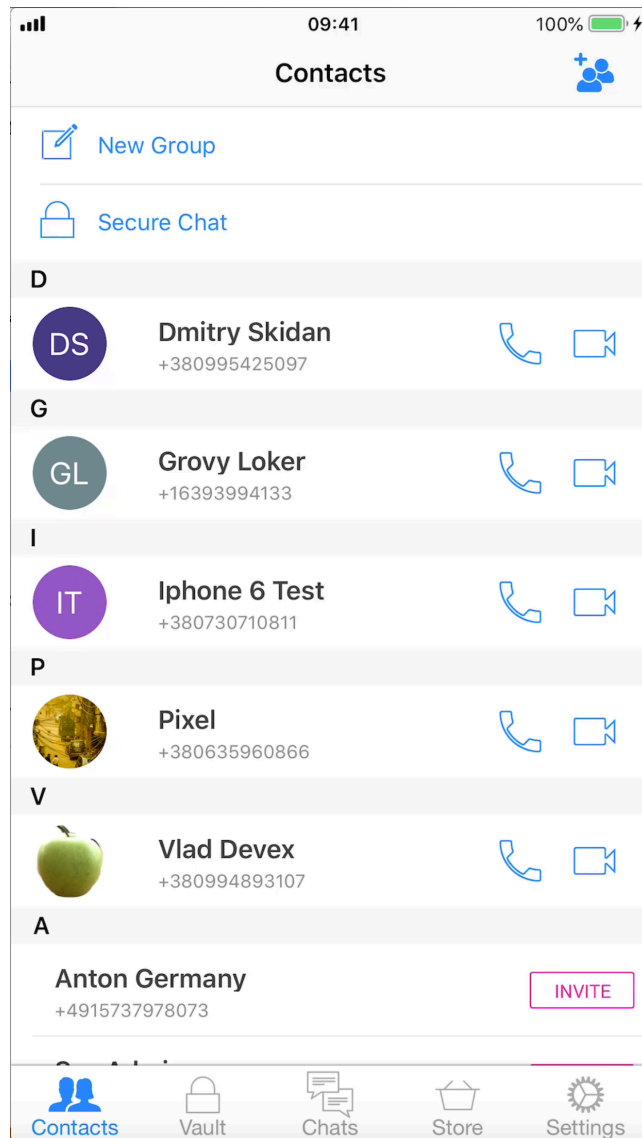 09:41
100%
Contacts
New Group
Secure Chat
D
DS
Dmitry Skidan
+380995425097
G
GL
Grovy Loker
+16393994133
I
IT
Iphone 6 Test
+380730710811
P
Pixel
+380635960866
V
Vlad Devex
+380994893107
A
Anton Germany
+4915737978073
INVITE
Contacts
Vault
Chats
Store
Settings